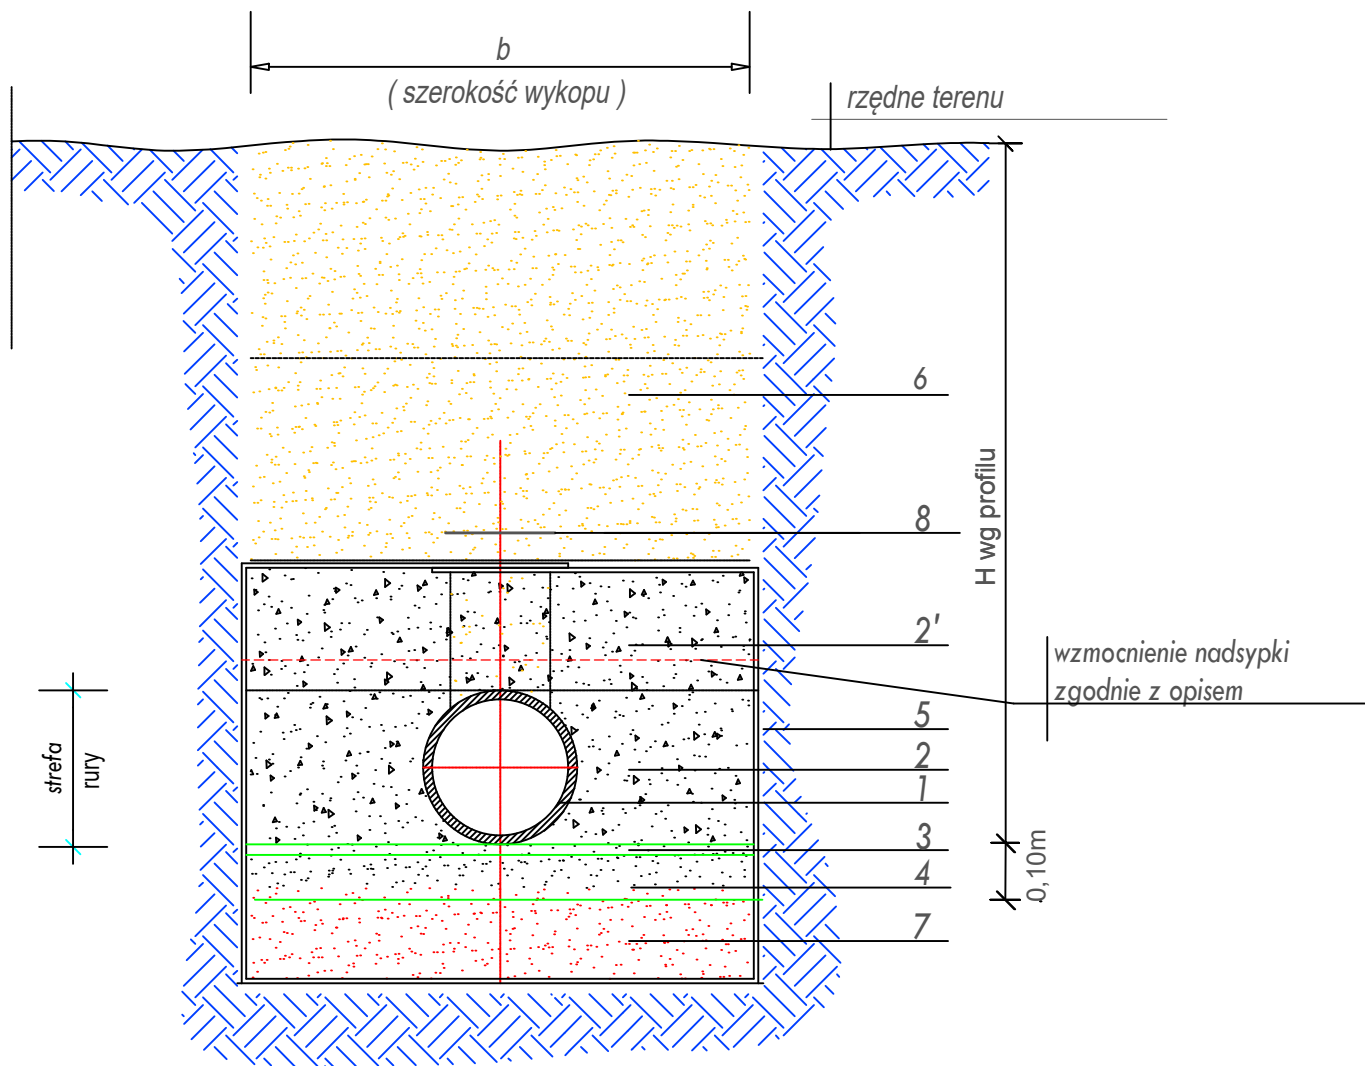 b
( szerokość wykopu )
rzędne terenu
6
8
H wg profilu
2'
wzmocnienie nadsypki
zgodnie z opisem
5
2
1
strefa
rury
3
4
0,10m
7